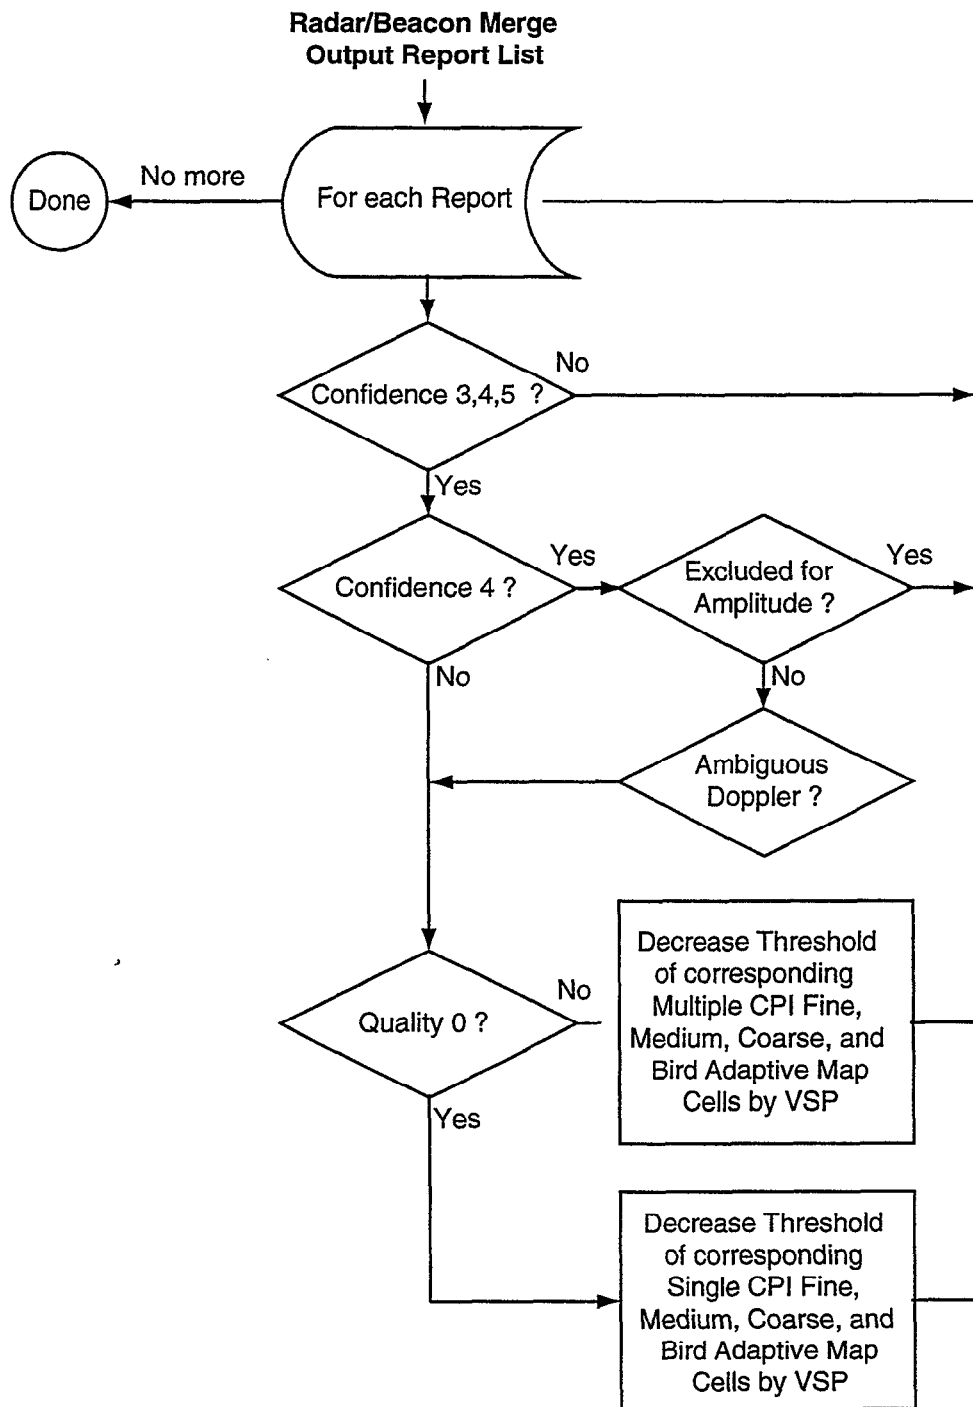 Radar/Beacon Merge
Output Report List
No more
Done
For each Report
No
Confidence 3,4,5 ?
Yes
Yes
Yes
Confidence 4 ?
Excluded for
Amplitude ?
No
No
Ambiguous
Doppler ?
No
Quality 0 ?
Decrease Threshold
of corresponding
Multiple CPI Fine,
Medium, Coarse, and
Bird Adaptive Map
Cells by VSP
Yes
Decrease Threshold
of corresponding
Single CPI Fine,
Medium, Coarse, and
Bird Adaptive Map
Cells by VSP